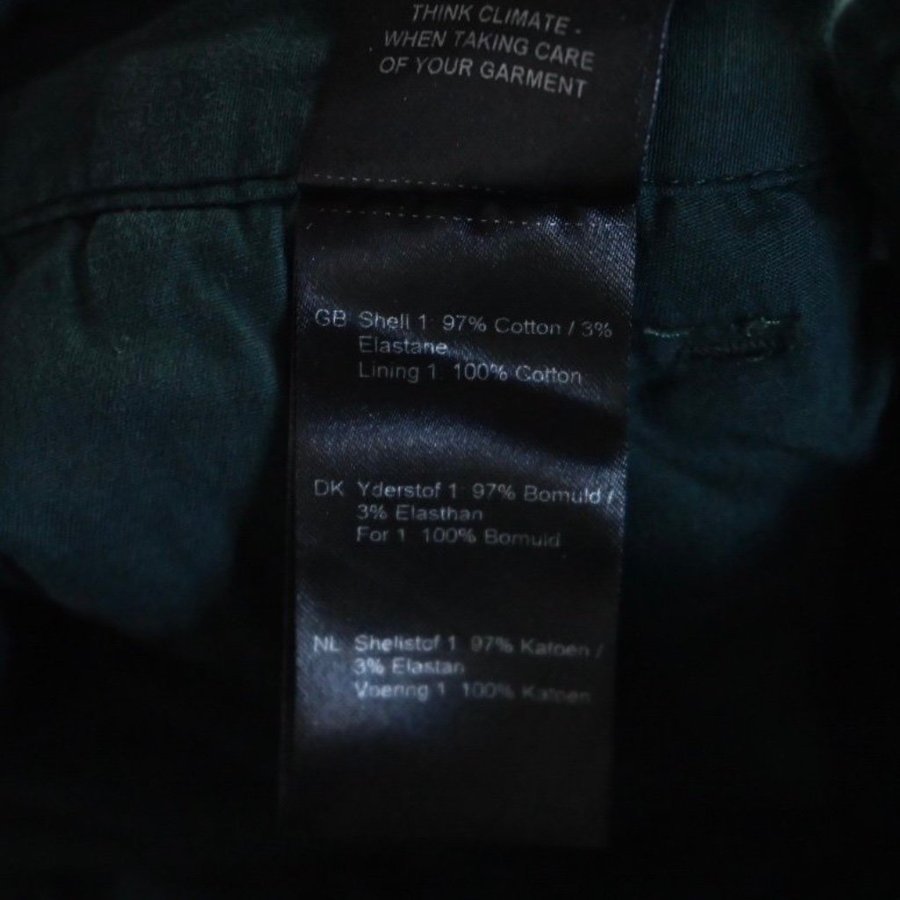 THINK CLIMATE -
WHEN TAKING CARE
OF YOUR GARMENT
GB Shell 1: 97% Cotton / 3%
Elastane
Lining 1: 100% Cotton
DK Yderstof 1: 97% Bomuld /
3% Elasthan
For 1: 100% Bomuld
NL Shellstof 1: 97% Katoen /
3% Elastan
Voering 1: 100% Katoen